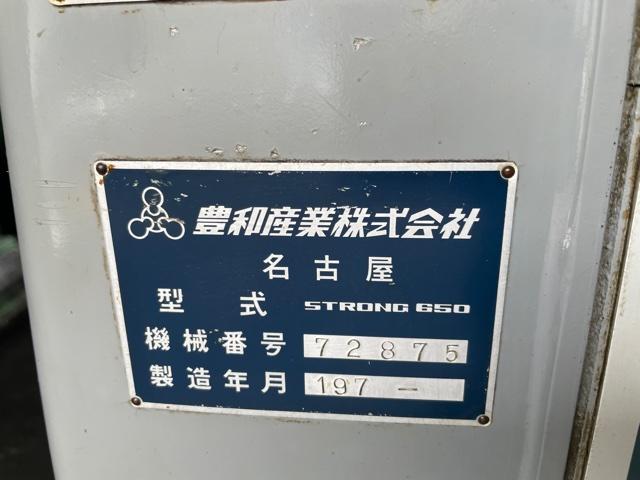 豊和産業株式会社
名古屋
型式 STRONG 650
機械番号 72875
製造年月 197 -